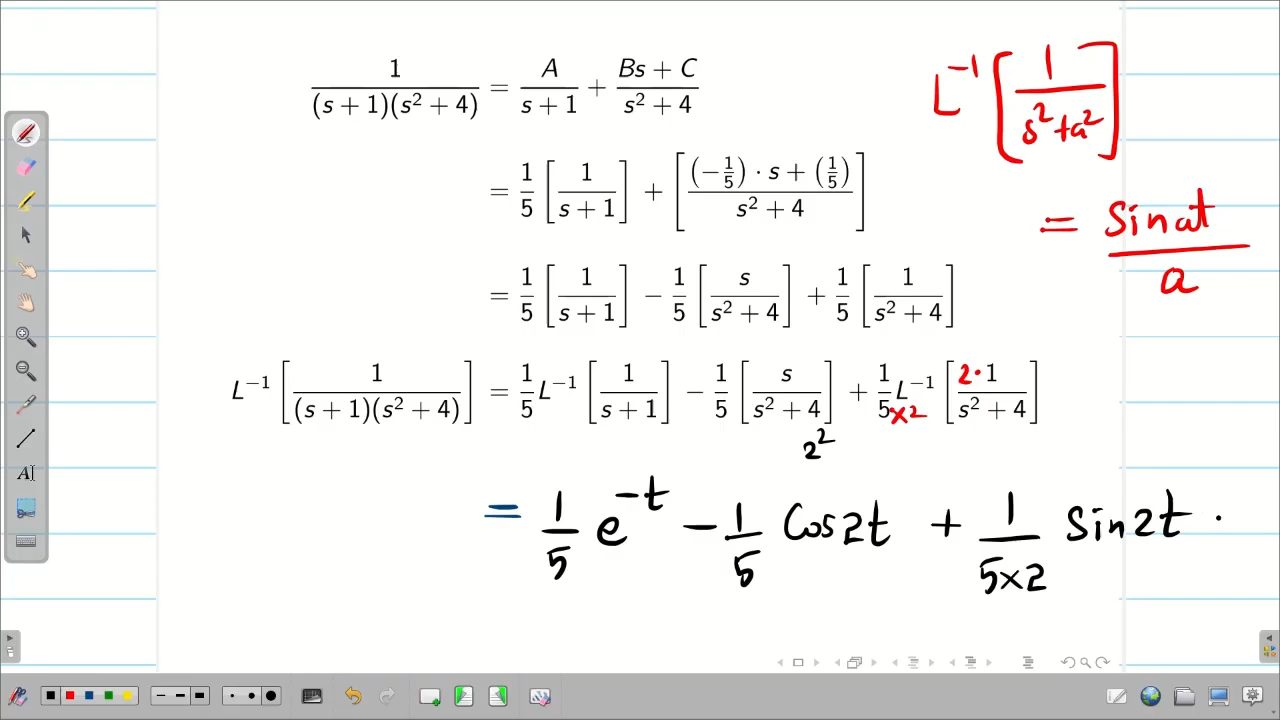 1/((s + 1)(s² + 4)) = A/(s + 1) + (Bs + C)/(s² + 4)
L⁻¹[1/(s² + a²)]
= 1/5 [1/(s + 1)] + [((−1/5) · s + (1/5))/(s² + 4)]
= sin at/a
= 1/5 [1/(s + 1)] − 1/5 [s/(s² + 4)] + 1/5 [1/(s² + 4)]
L⁻¹[1/((s + 1)(s² + 4))] = 1/5 L⁻¹[1/(s + 1)] − 1/5 [s/(s² + 4)] + 1/(5×2) L⁻¹[2·1/(s² + 4)]
2²
= 1/5 e^(−t) − 1/5 Cos2t + 1/(5×2) Sin2t .
A